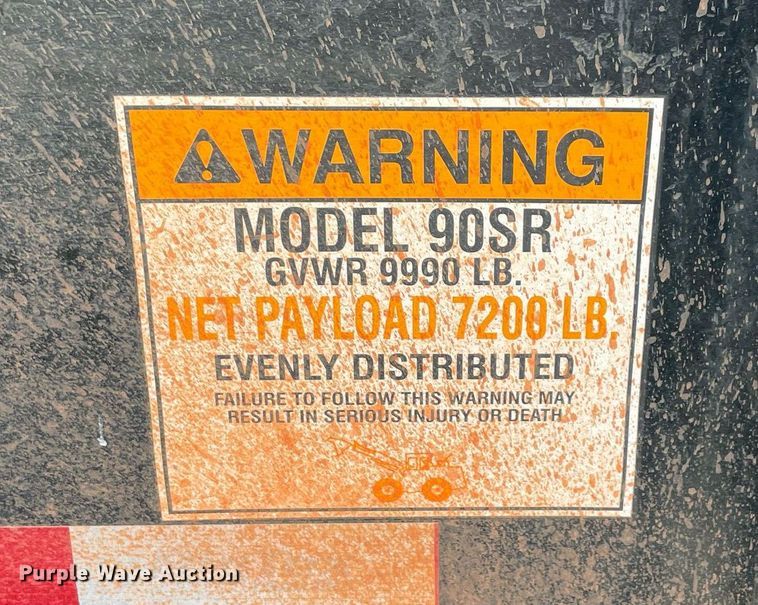 WARNING
MODEL 90SR
GVWR 9990 LB.
NET PAYLOAD 7200 LB.
EVENLY DISTRIBUTED
FAILURE TO FOLLOW THIS WARNING MAY
RESULT IN SERIOUS INJURY OR DEATH
Purple Wave Auction